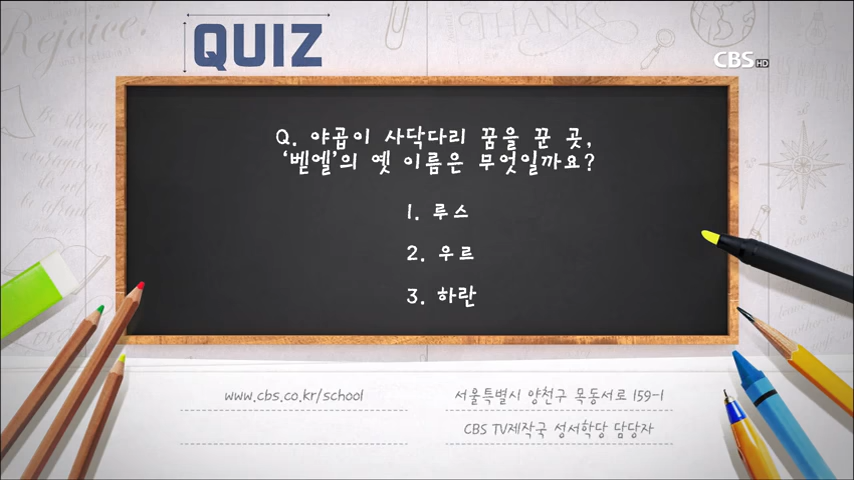 QUIZ
CBS HD
Rejoice!
THANKS
Q. 야곱이 사닥다리 꿈을 꾼 곳,
'벧엘'의 옛 이름은 무엇일까요?
1. 루스
2. 우르
3. 하란
www.cbs.co.kr/school
서울특별시 양천구 목동서로 159-1
CBS TV제작국 성서학당 담당자